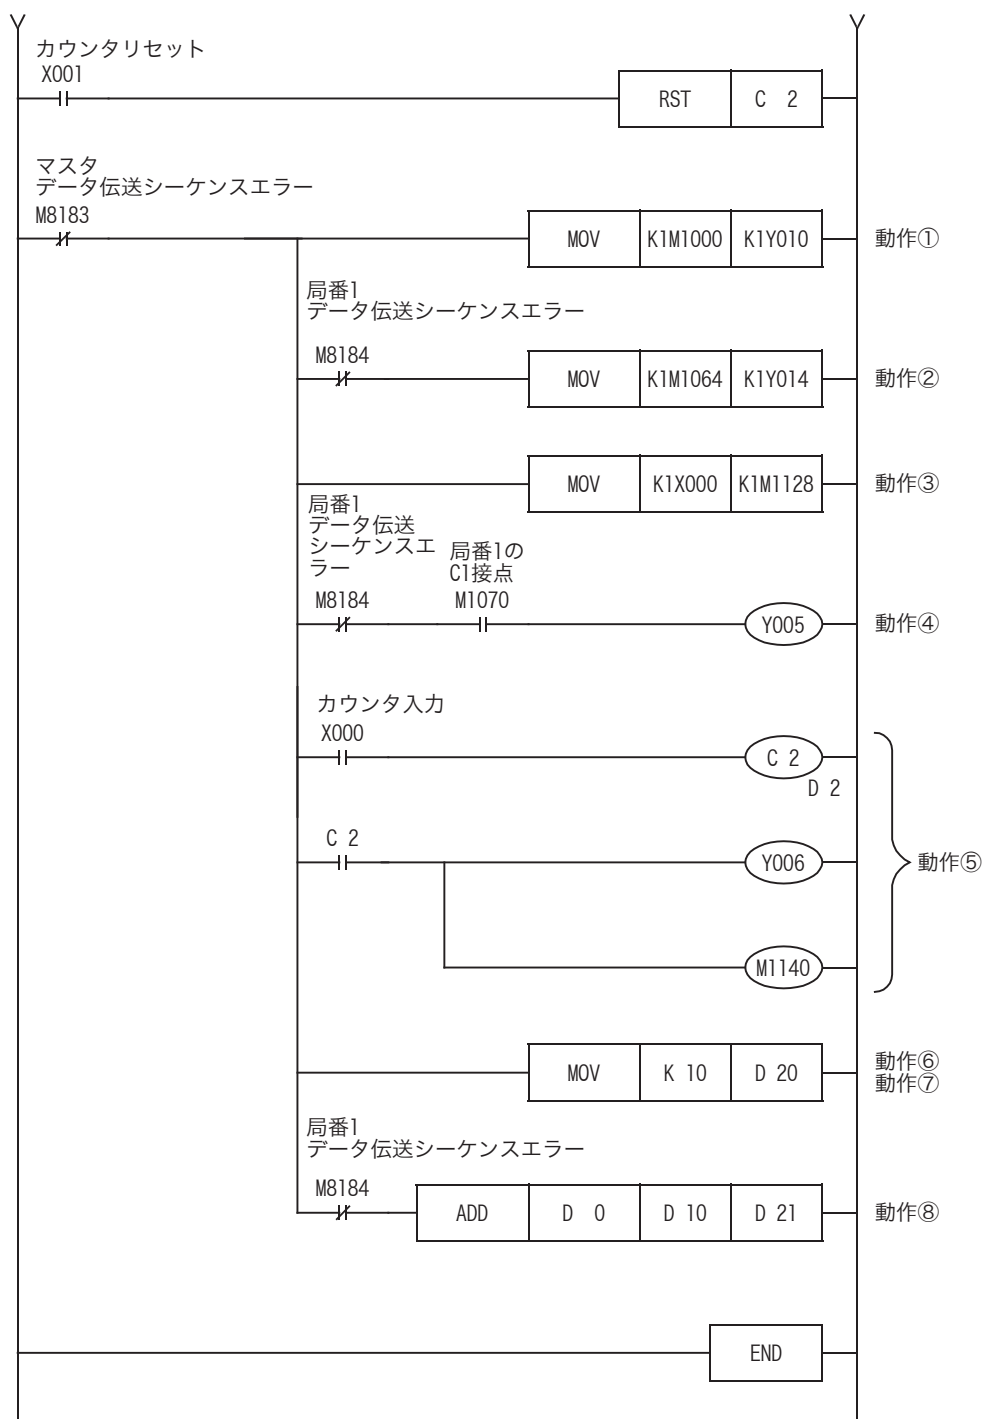 カウンタリセット
X001
RST C 2
マスタ
データ伝送シーケンスエラー
M8183
MOV K1M1000 K1Y010 動作①
局番1
データ伝送シーケンスエラー
M8184
MOV K1M1064 K1Y014 動作②
MOV K1X000 K1M1128 動作③
局番1
データ伝送
シーケンスエ
ラー
局番1の
C1接点
M8184 M1070
Y005 動作④
カウンタ入力
X000
C 2
D 2
C 2
Y006 動作⑤
M1140
MOV K 10 D 20 動作⑥
動作⑦
局番1
データ伝送シーケンスエラー
M8184
ADD D 0 D 10 D 21 動作⑧
END